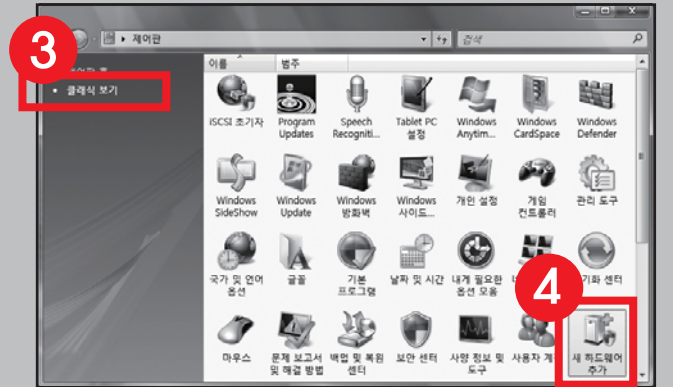 3
제어판
검색
클래식 보기
이름 범주
iSCSI 초기자
Program
Updates
Speech
Recogniti...
Tablet PC
설정
Windows
Anytim...
Windows
CardSpace
Windows
Defender
Windows
SideShow
Windows
Update
Windows
방화벽
Windows
사이드...
개인 설정
게임
컨트롤러
관리 도구
국가 및 언어
옵션
글꼴
기본
프로그램
날짜 및 시간
내게 필요한
옵션 모음
기화 센터
4
마우스
문제 보고서
및 해결 방법
백업 및 복원
센터
보안 센터
사양 정보 및
도구
사용자 계
새 하드웨어
추가